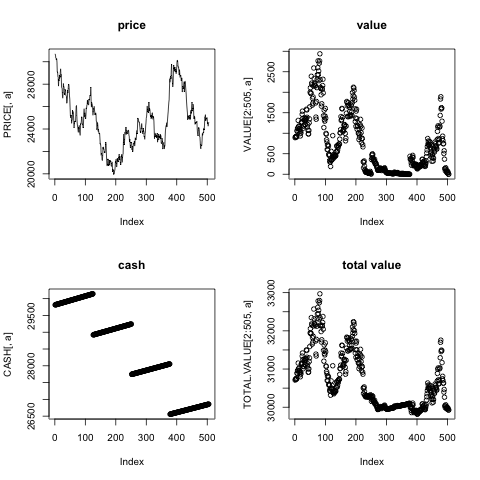 price
PRICE[, a]
20000 24000 28000
0 100 200 300 400 500
Index
value
VALUE[2:505, a]
0 500 1500 2500
0 100 200 300 400 500
Index
cash
CASH[, a]
26500 28000 29500
0 100 200 300 400 500
Index
total value
TOTAL.VALUE[2:505, a]
30000 31000 32000 33000
0 100 200 300 400 500
Index